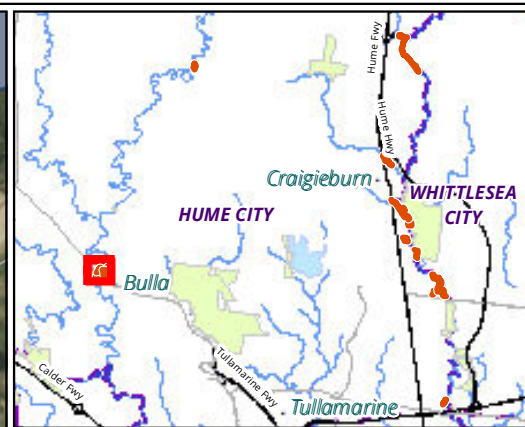 Hume Fwy
Hume Hwy
Craigieburn
WHITTLESEA
CITY
HUME CITY
Bulla
Tullamarine Fwy
Calder Fwy
Tullamarine